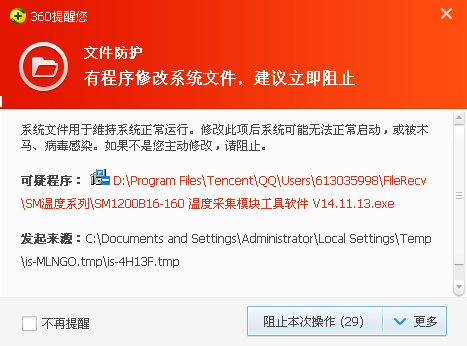 360提醒您
文件防护
有程序修改系统文件，建议立即阻止
系统文件用于维持系统正常运行。修改此项后系统可能无法正常启动，或被木
马、病毒感染。如果不是您主动修改，请阻止。
可疑程序：D:\Program Files\Tencent\QQ\Users\613035998\FileRecv
\SM温度系列\SM1200B16-160 温度采集模块工具软件 V14.11.13.exe
发起来源：C:\Documents and Settings\Administrator\Local Settings\Temp
\is-MLNGO.tmp\is-4H13F.tmp
不再提醒
阻止本次操作 (29)
更多